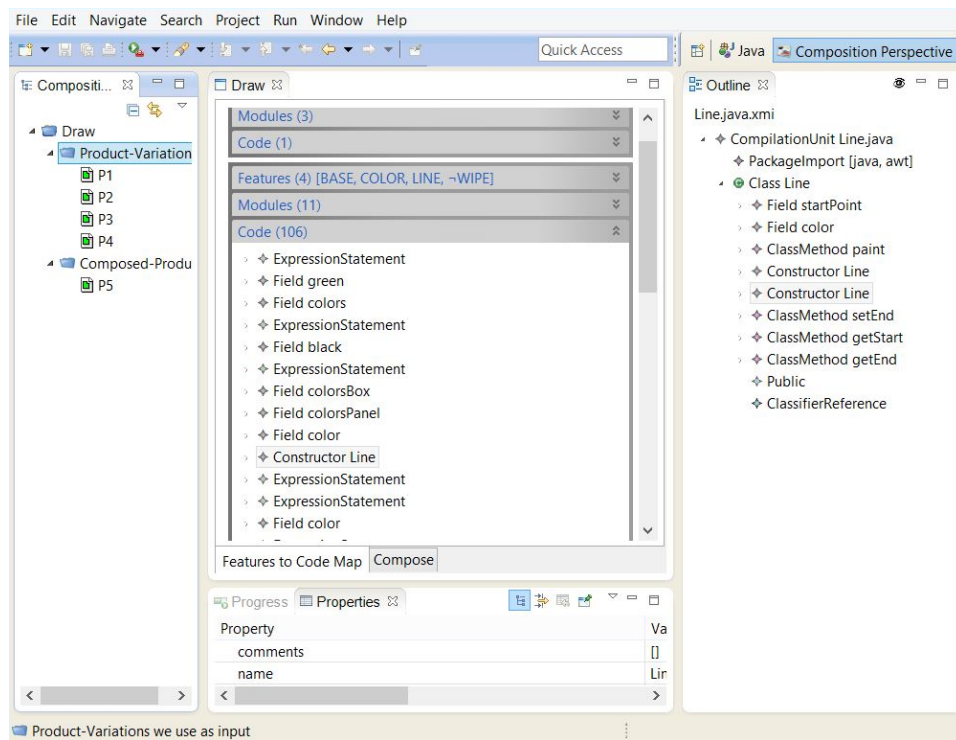 File Edit Navigate Search Project Run Window Help
Quick Access
Java
Composition Perspective
Compositi...
Draw
Product-Variation
P1
P2
P3
P4
Composed-Produ
P5
Draw
Modules (3)
Code (1)
Features (4) [BASE, COLOR, LINE, ¬WIPE]
Modules (11)
Code (106)
ExpressionStatement
Field green
Field colors
ExpressionStatement
Field black
ExpressionStatement
Field colorsBox
Field colorsPanel
Field color
Constructor Line
ExpressionStatement
ExpressionStatement
Field color
Features to Code Map
Compose
Progress
Properties
Property Va
comments []
name Lin
Outline
Line.java.xmi
CompilationUnit Line.java
PackageImport [java, awt]
Class Line
Field startPoint
Field color
ClassMethod paint
Constructor Line
Constructor Line
ClassMethod setEnd
ClassMethod getStart
ClassMethod getEnd
Public
ClassifierReference
Product-Variations we use as input